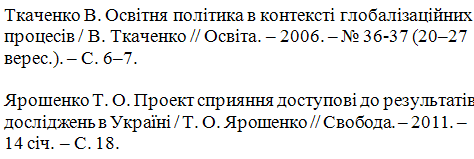 Ткаченко В. Освітня політика в контексті глобалізаційних
процесів / В. Ткаченко // Освіта. – 2006. – № 36-37 (20–27
верес.). – С. 6–7.
Ярошенко Т. О. Проект сприяння доступові до результатів
досліджень в Україні / Т. О. Ярошенко // Свобода. – 2011. –
14 січ. – С. 18.